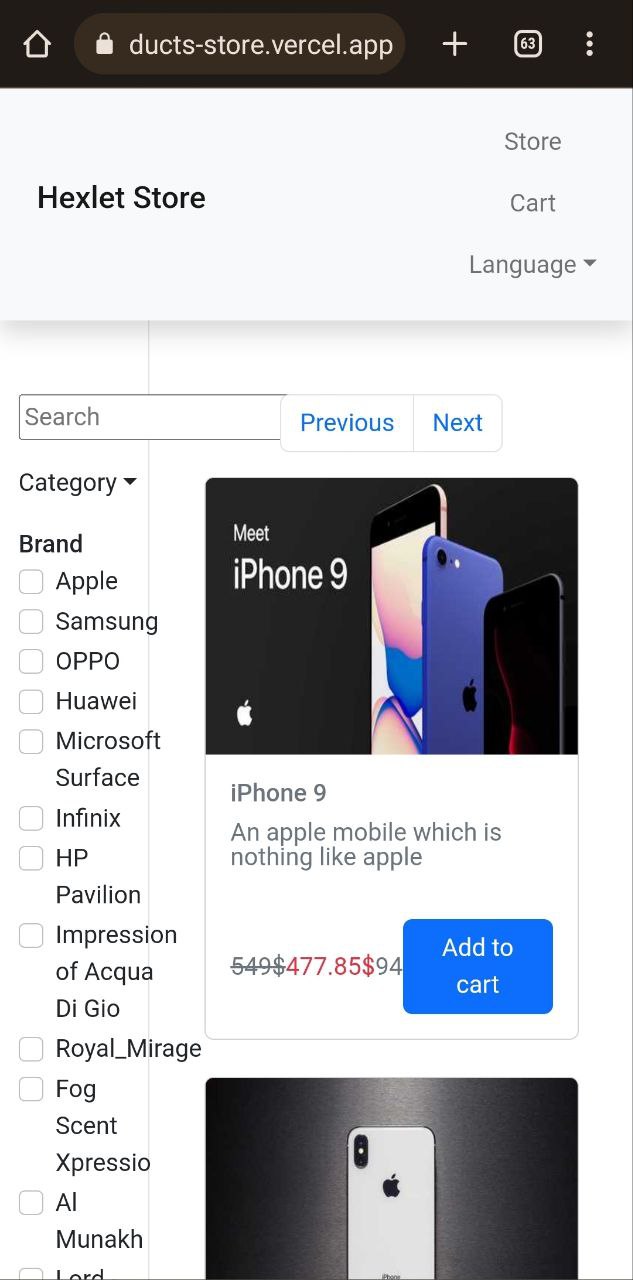 ducts-store.vercel.app
63
Hexlet Store
Store
Cart
Language
Search
Previous
Next
Category
Brand
Apple
Samsung
OPPO
Huawei
Microsoft
Surface
Infinix
HP
Pavilion
Impression
of Acqua
Di Gio
Royal_Mirage
Fog
Scent
Xpressio
Al
Munakh
Lord
Meet
iPhone 9
iPhone 9
An apple mobile which is
nothing like apple
549$477.85$94
Add to
cart
iPhone